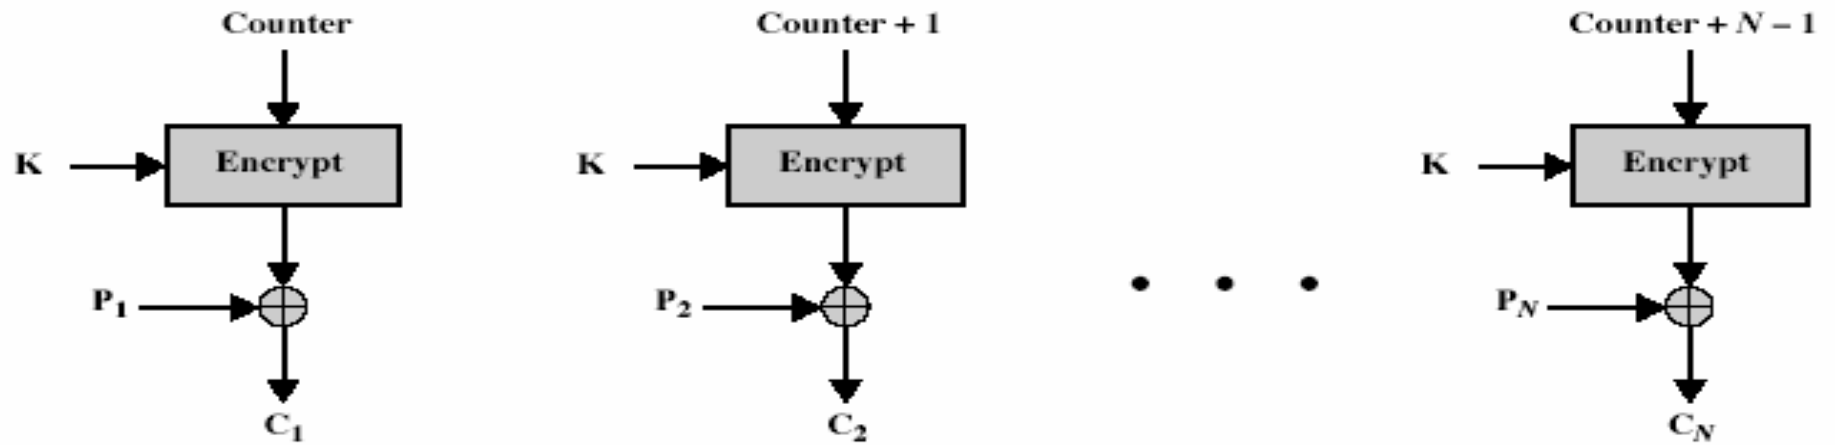 Counter Counter + 1 Counter + N – 1
K Encrypt K Encrypt K Encrypt
P1 P2 PN
C1 C2 CN